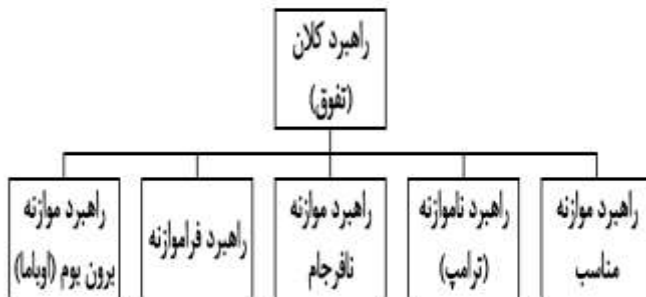 راهبرد کلان
(تفوق)
راهبرد موازنه
مناسب
راهبرد ناموازنه
(ترامپ)
راهبرد موازنه
نافرجام
راهبرد فراموازنه
راهبرد موازنه
برون بوم (اوباما)